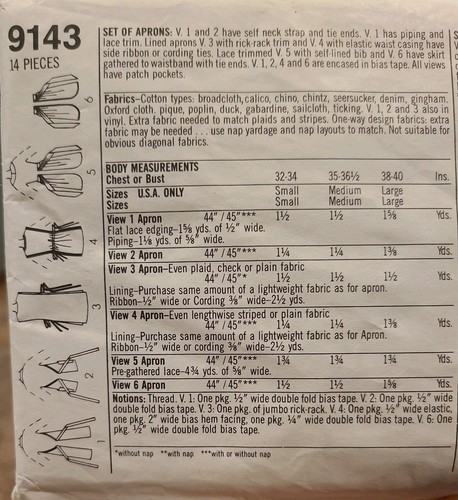 9143
14 PIECES
SET OF APRONS: V. 1 and 2 have self neck strap and tie ends. V. 1 has piping and
lace trim. Lined aprons V. 3 with rick-rack trim and V. 4 with elastic waist casing have
side ribbon or cording ties. Lace trimmed V. 5 with self-lined bib and V. 6 have skirt
gathered to waistband with tie ends. V. 1, 2, 4 and 6 are encased in bias tape. All views
have patch pockets.
Fabrics–Cotton types: broadcloth, calico, chino, chintz, seersucker, denim, gingham.
Oxford cloth, pique, poplin, duck, gabardine, sailcloth, ticking. V. 1, 2 and 3 also in
vinyl. Extra fabric needed to match plaids and stripes. One-way design fabrics: extra
fabric may be needed . . . use nap yardage and nap layouts to match. Not suitable for
obvious diagonal fabrics.
BODY MEASUREMENTS
Chest or Bust 32-34 35-36½ 38-40 Ins.
Sizes U.S.A. ONLY Small Medium Large
Sizes Small Medium Large
View 1 Apron 44"/45"*** 1½ 1½ 1⅝ Yds.
Flat lace edging–1⅝ yds. of ½" wide.
Piping–1⅛ yds. of ⅝" wide.
View 2 Apron 44"/45"*** 1¼ 1¼ 1⅜ Yds.
View 3 Apron–Even plaid, check or plain fabric
44"/45"* 1½ 1½ 1½ Yds.
Lining–Purchase same amount of a lightweight fabric as for apron.
Ribbon–½" wide or Cording ⅜" wide–2½ yds.
View 4 Apron–Even lengthwise striped or plain fabric
44"/45"*** 1¼ 1¼ 1⅜ Yds.
Lining–Purchase same amount of a lightweight fabric as for Apron.
Ribbon–½" wide or cording ⅜" wide–2½ yds.
View 5 Apron 44"/45"*** 1¾ 1¾ 1¾ Yds.
Pre-gathered lace–4¾ yds. of ⅝" wide.
View 6 Apron 44"/45"*** 1½ 1½ 1⅝ Yds.
Notions: Thread. V. 1: One pkg. ½" wide double fold bias tape. V. 2: One pkg. ½" wide
double fold bias tape. V. 3: One pkg. of jumbo rick-rack. V. 4: One pkg. ½" wide elastic,
one pkg. 2" wide bias hem facing, one pkg. ¼" wide double fold bias tape. V. 6: One
pkg. ½" wide double fold bias tape.
*without nap **with nap ***with or without nap
6
5
4
3
2
1